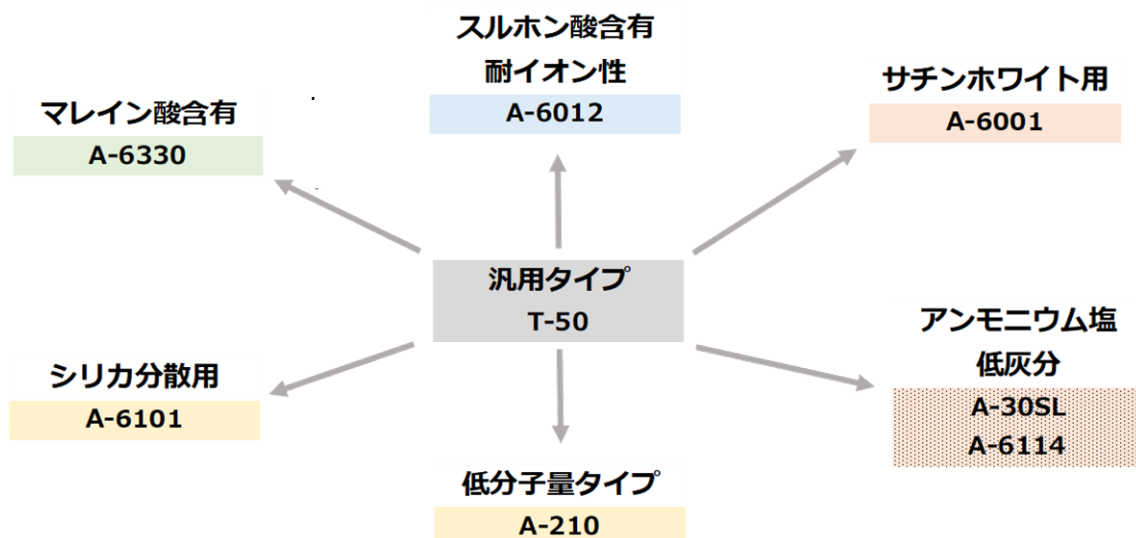 スルホン酸含有
耐イオン性
A-6012
サチンホワイト用
A-6001
マレイン酸含有
A-6330
汎用タイプ
T-50
アンモニウム塩
低灰分
A-30SL
A-6114
シリカ分散用
A-6101
低分子量タイプ
A-210